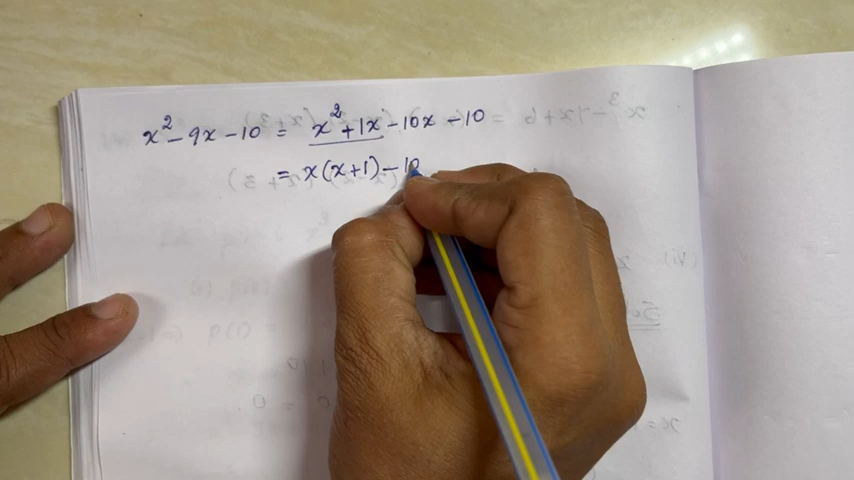 x² - 9x - 10 = x² + 1x - 10x - 10
= x(x+1) - 10